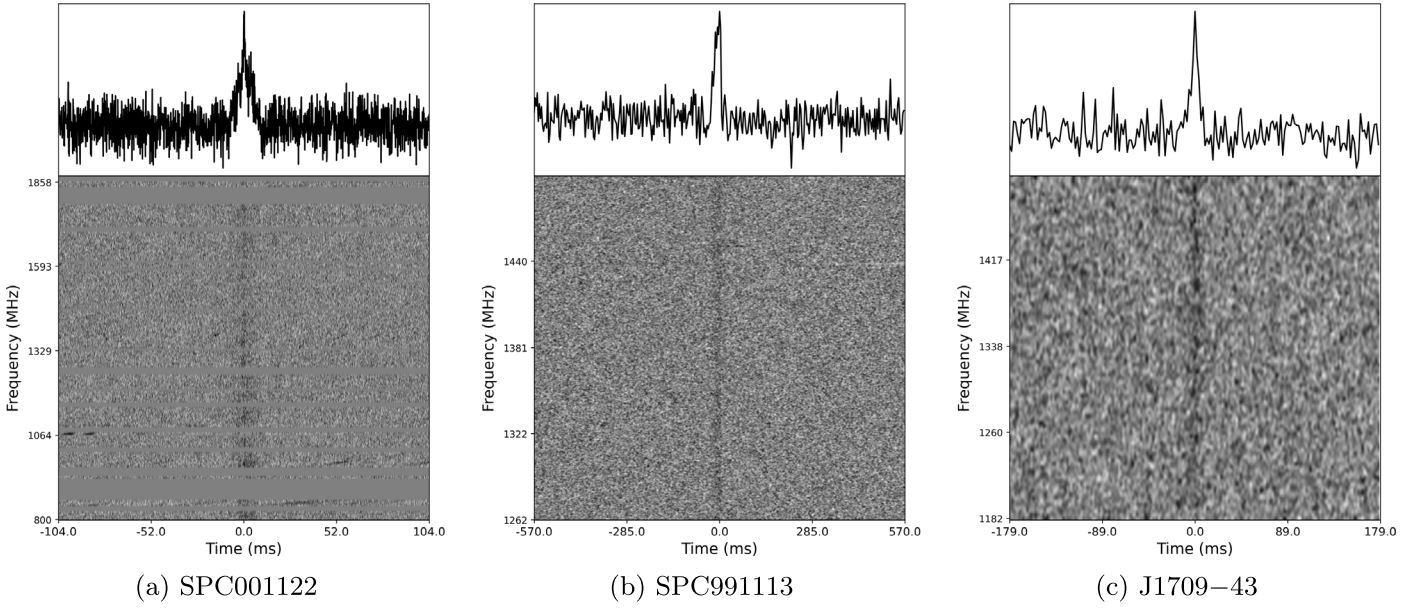 1858
1593
1329
1064
800
Frequency (MHz)
-104.0 -52.0 0.0 52.0 104.0
Time (ms)
(a) SPC001122
1440
1381
1322
1262
Frequency (MHz)
-570.0 -285.0 0.0 285.0 570.0
Time (ms)
(b) SPC991113
1417
1338
1260
1182
Frequency (MHz)
-179.0 -89.0 0.0 89.0 179.0
Time (ms)
(c) J1709−43